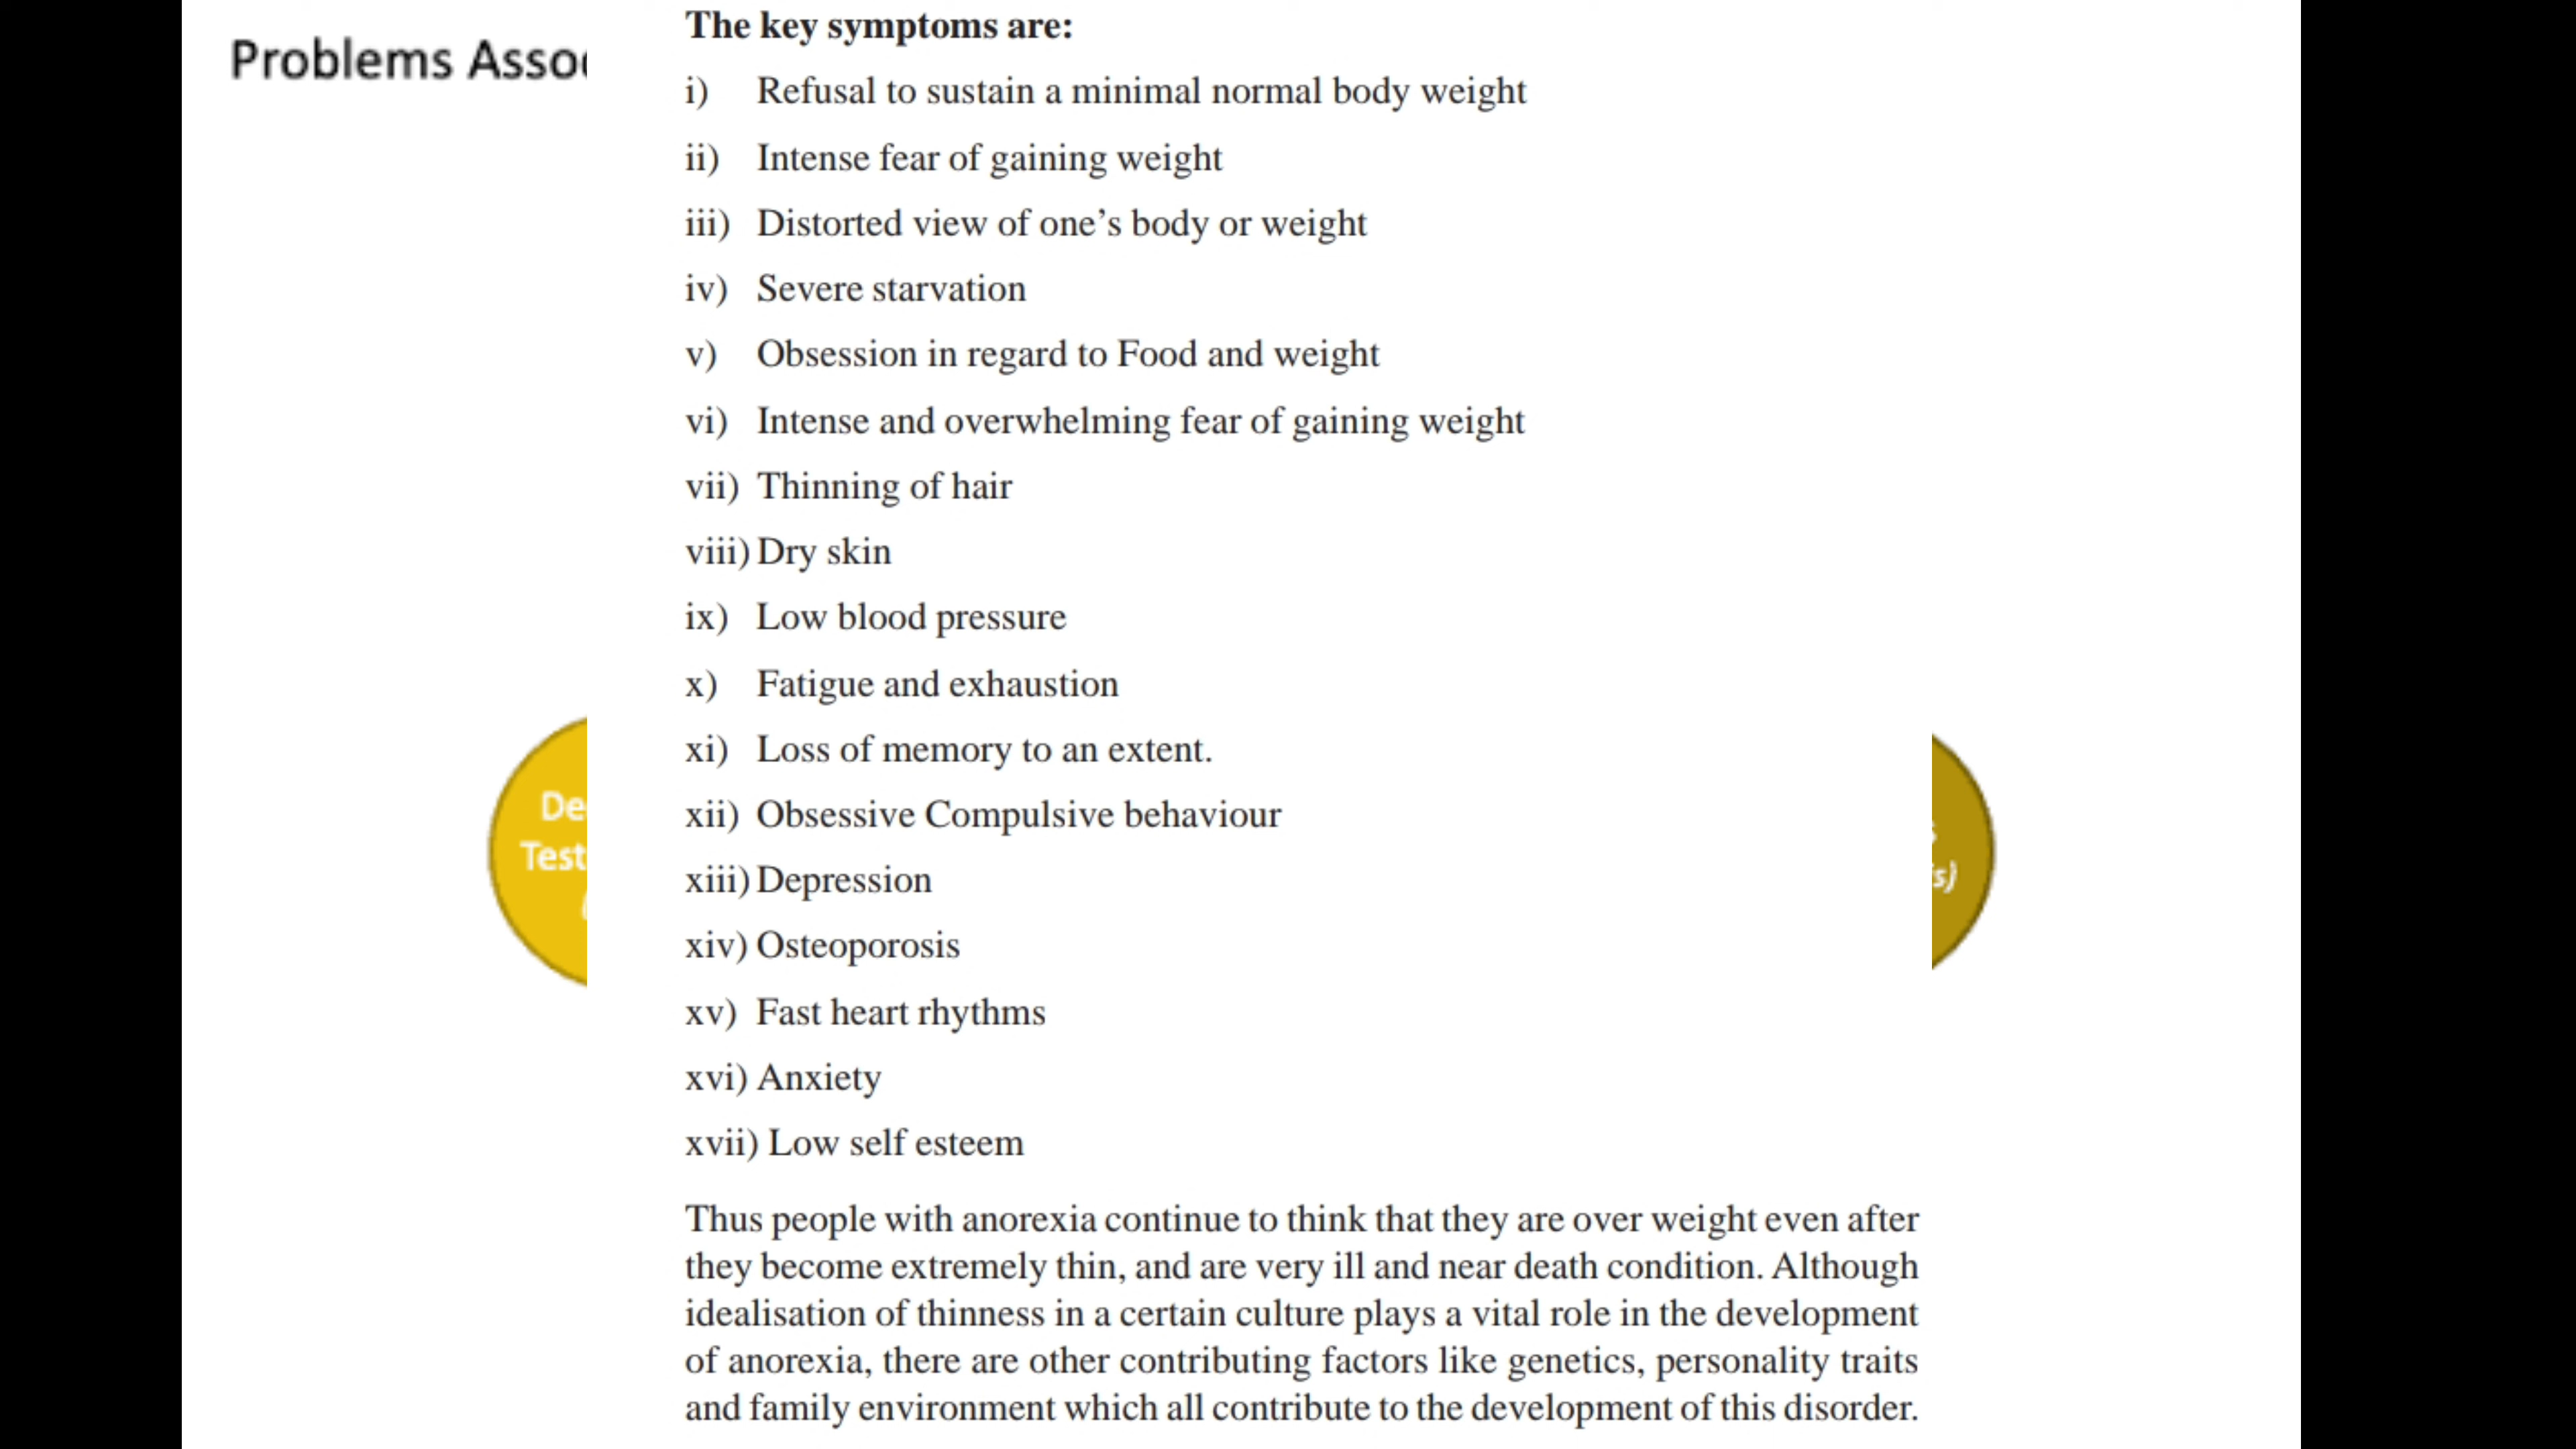 Problems
The key symptoms are:
i) Refusal to sustain a minimal normal body weight
ii) Intense fear of gaining weight
iii) Distorted view of one's body or weight
iv) Severe starvation
v) Obsession in regard to Food and weight
vi) Intense and overwhelming fear of gaining weight
vii) Thinning of hair
viii) Dry skin
ix) Low blood pressure
x) Fatigue and exhaustion
xi) Loss of memory to an extent.
xii) Obsessive Compulsive behaviour
xiii) Depression
xiv) Osteoporosis
xv) Fast heart rhythms
xvi) Anxiety
xvii) Low self esteem
Thus people with anorexia continue to think that they are over weight even after
they become extremely thin, and are very ill and near death condition. Although
idealisation of thinness in a certain culture plays a vital role in the development
of anorexia, there are other contributing factors like genetics, personality traits
and family environment which all contribute to the development of this disorder.